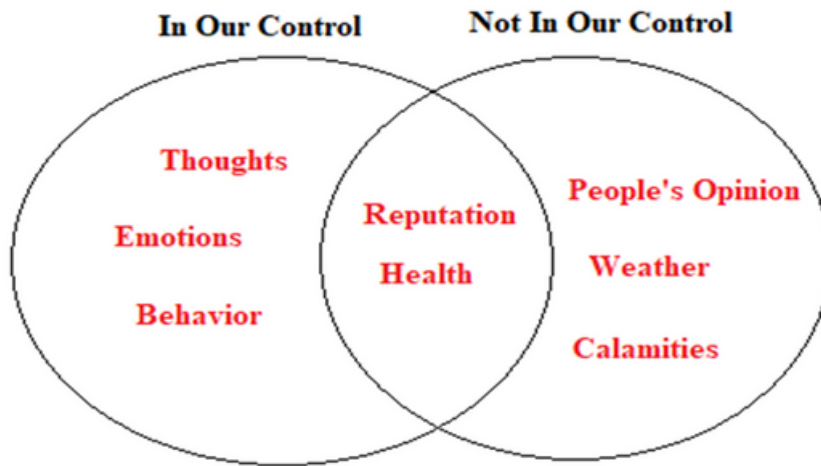 In Our Control
Not In Our Control
Thoughts
Emotions
Behavior
Reputation
Health
People's Opinion
Weather
Calamities